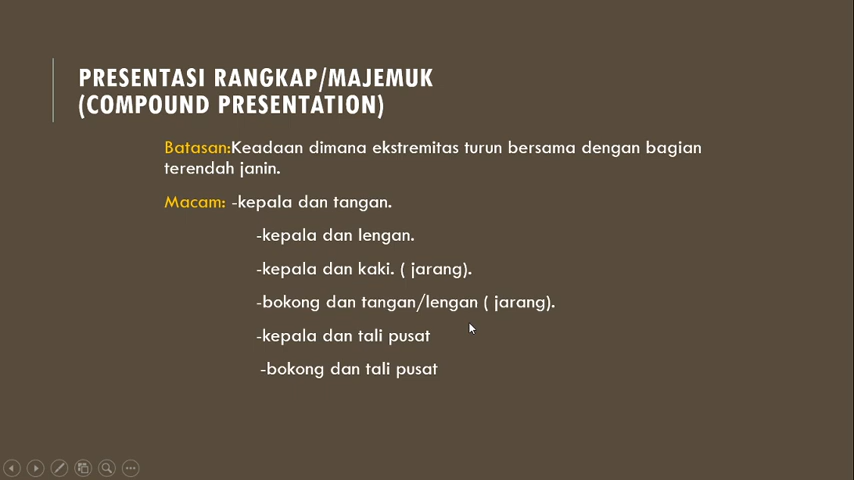 PRESENTASI RANGKAP/MAJEMUK
(COMPOUND PRESENTATION)
Batasan:Keadaan dimana ekstremitas turun bersama dengan bagian
terendah janin.
Macam: -kepala dan tangan.
-kepala dan lengan.
-kepala dan kaki. ( jarang).
-bokong dan tangan/lengan ( jarang).
-kepala dan tali pusat
-bokong dan tali pusat